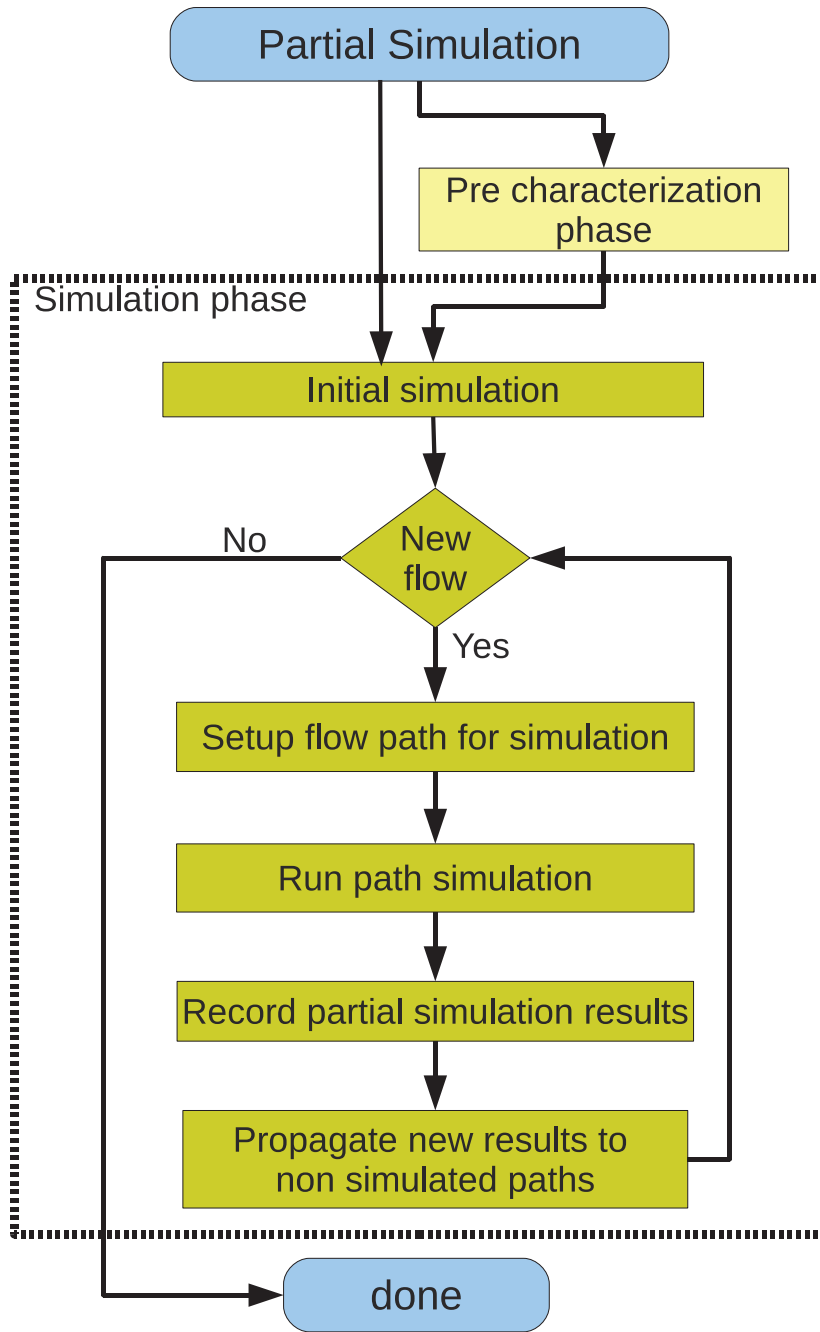 Partial Simulation
Pre characterization
phase
Simulation phase
Initial simulation
New
flow
No
Yes
Setup flow path for simulation
Run path simulation
Record partial simulation results
Propagate new results to
non simulated paths
done